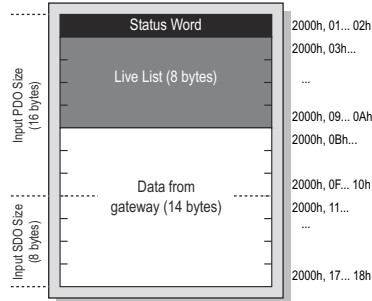 Status Word
Live List (8 bytes)
Data from
gateway (14 bytes)
Input PDO Size
(16 bytes)
Input SDO Size
(8 bytes)
2000h, 01... 02h
2000h, 03h...
...
2000h, 09... 0Ah
2000h, 0Bh...
2000h, 0F... 10h
2000h, 11...
...
2000h, 17... 18h